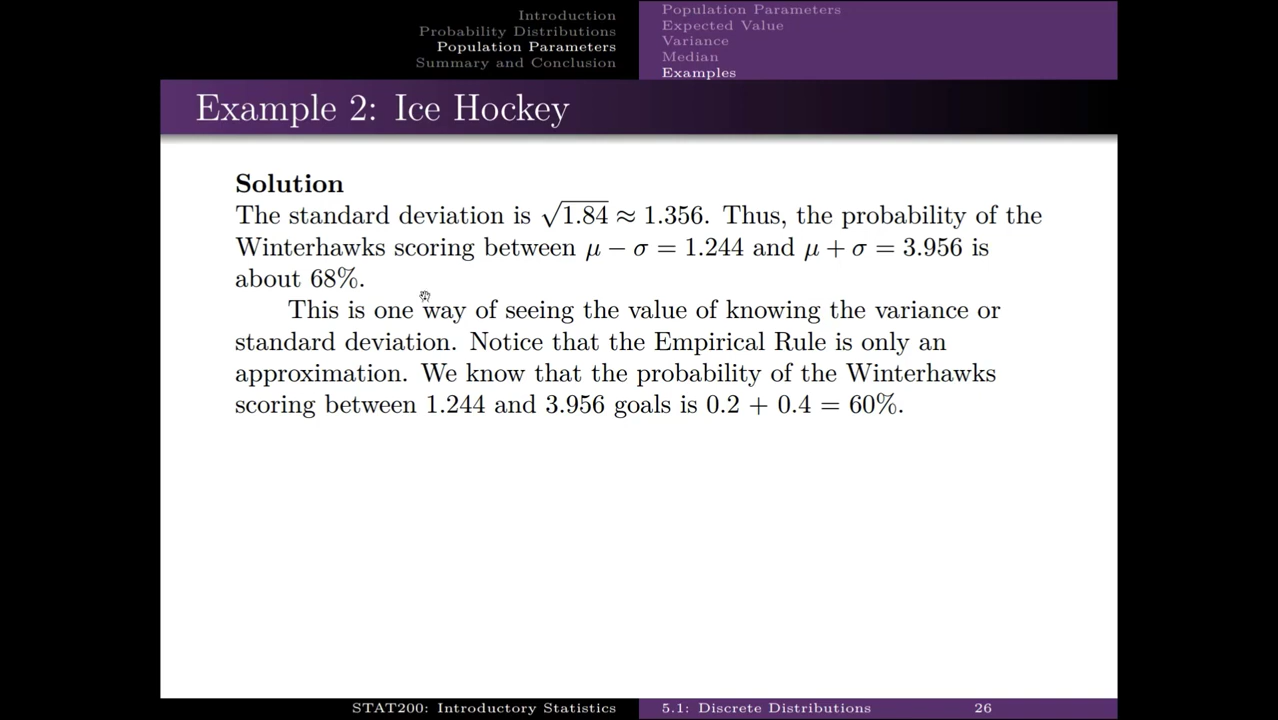 Introduction
Probability Distributions
Population Parameters
Summary and Conclusion
Population Parameters
Expected Value
Variance
Median
Examples
Example 2: Ice Hockey
Solution
The standard deviation is √1.84 ≈ 1.356. Thus, the probability of the
Winterhawks scoring between μ − σ = 1.244 and μ + σ = 3.956 is
about 68%.
This is one way of seeing the value of knowing the variance or
standard deviation. Notice that the Empirical Rule is only an
approximation. We know that the probability of the Winterhawks
scoring between 1.244 and 3.956 goals is 0.2 + 0.4 = 60%.
STAT200: Introductory Statistics
5.1: Discrete Distributions
26